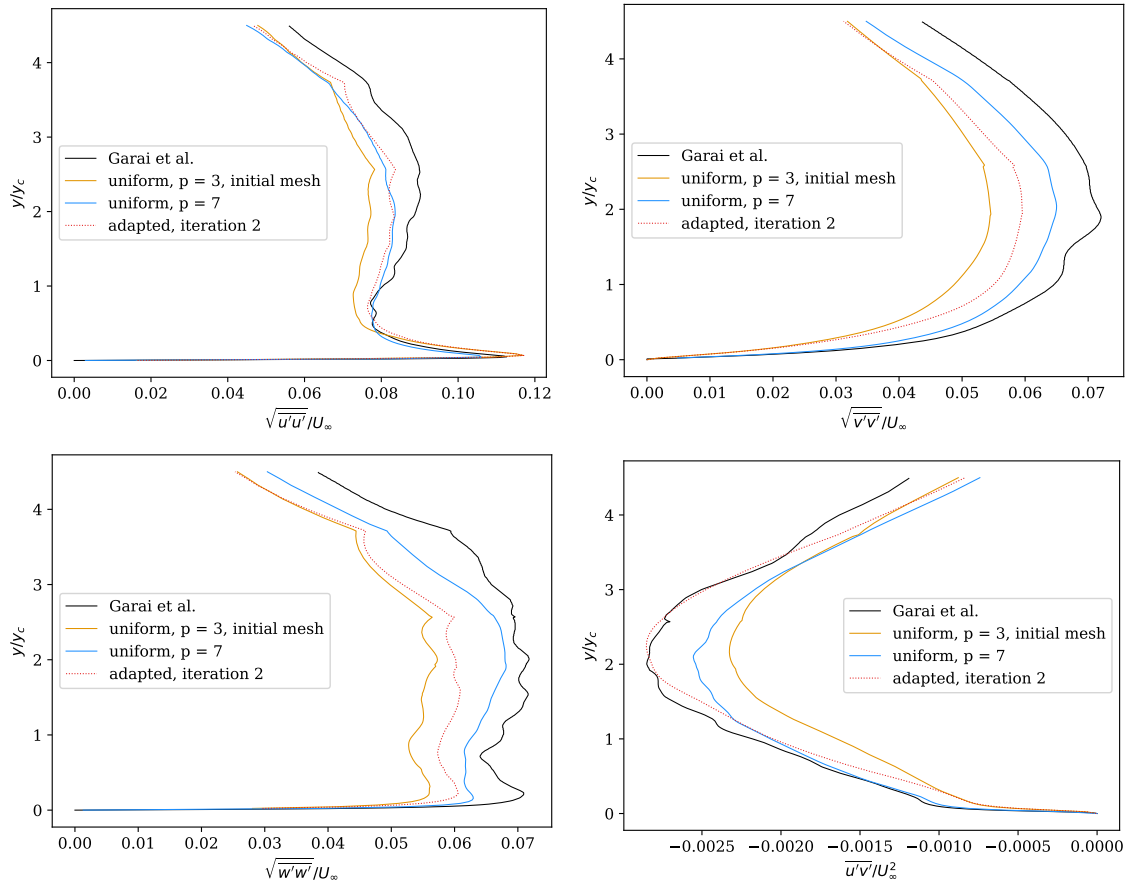 4
3
2
1
0
y/y_c
Garai et al.
uniform, p = 3, initial mesh
uniform, p = 7
adapted, iteration 2
0.00 0.02 0.04 0.06 0.08 0.10 0.12
√u'u'/U∞
4
3
2
1
0
y/y_c
Garai et al.
uniform, p = 3, initial mesh
uniform, p = 7
adapted, iteration 2
0.00 0.01 0.02 0.03 0.04 0.05 0.06 0.07
√v'v'/U∞
4
3
2
1
0
y/y_c
Garai et al.
uniform, p = 3, initial mesh
uniform, p = 7
adapted, iteration 2
0.00 0.01 0.02 0.03 0.04 0.05 0.06 0.07
√w'w'/U∞
4
3
2
1
0
y/y_c
Garai et al.
uniform, p = 3, initial mesh
uniform, p = 7
adapted, iteration 2
−0.0025 −0.0020 −0.0015 −0.0010 −0.0005 0.0000
u'v'/U∞²